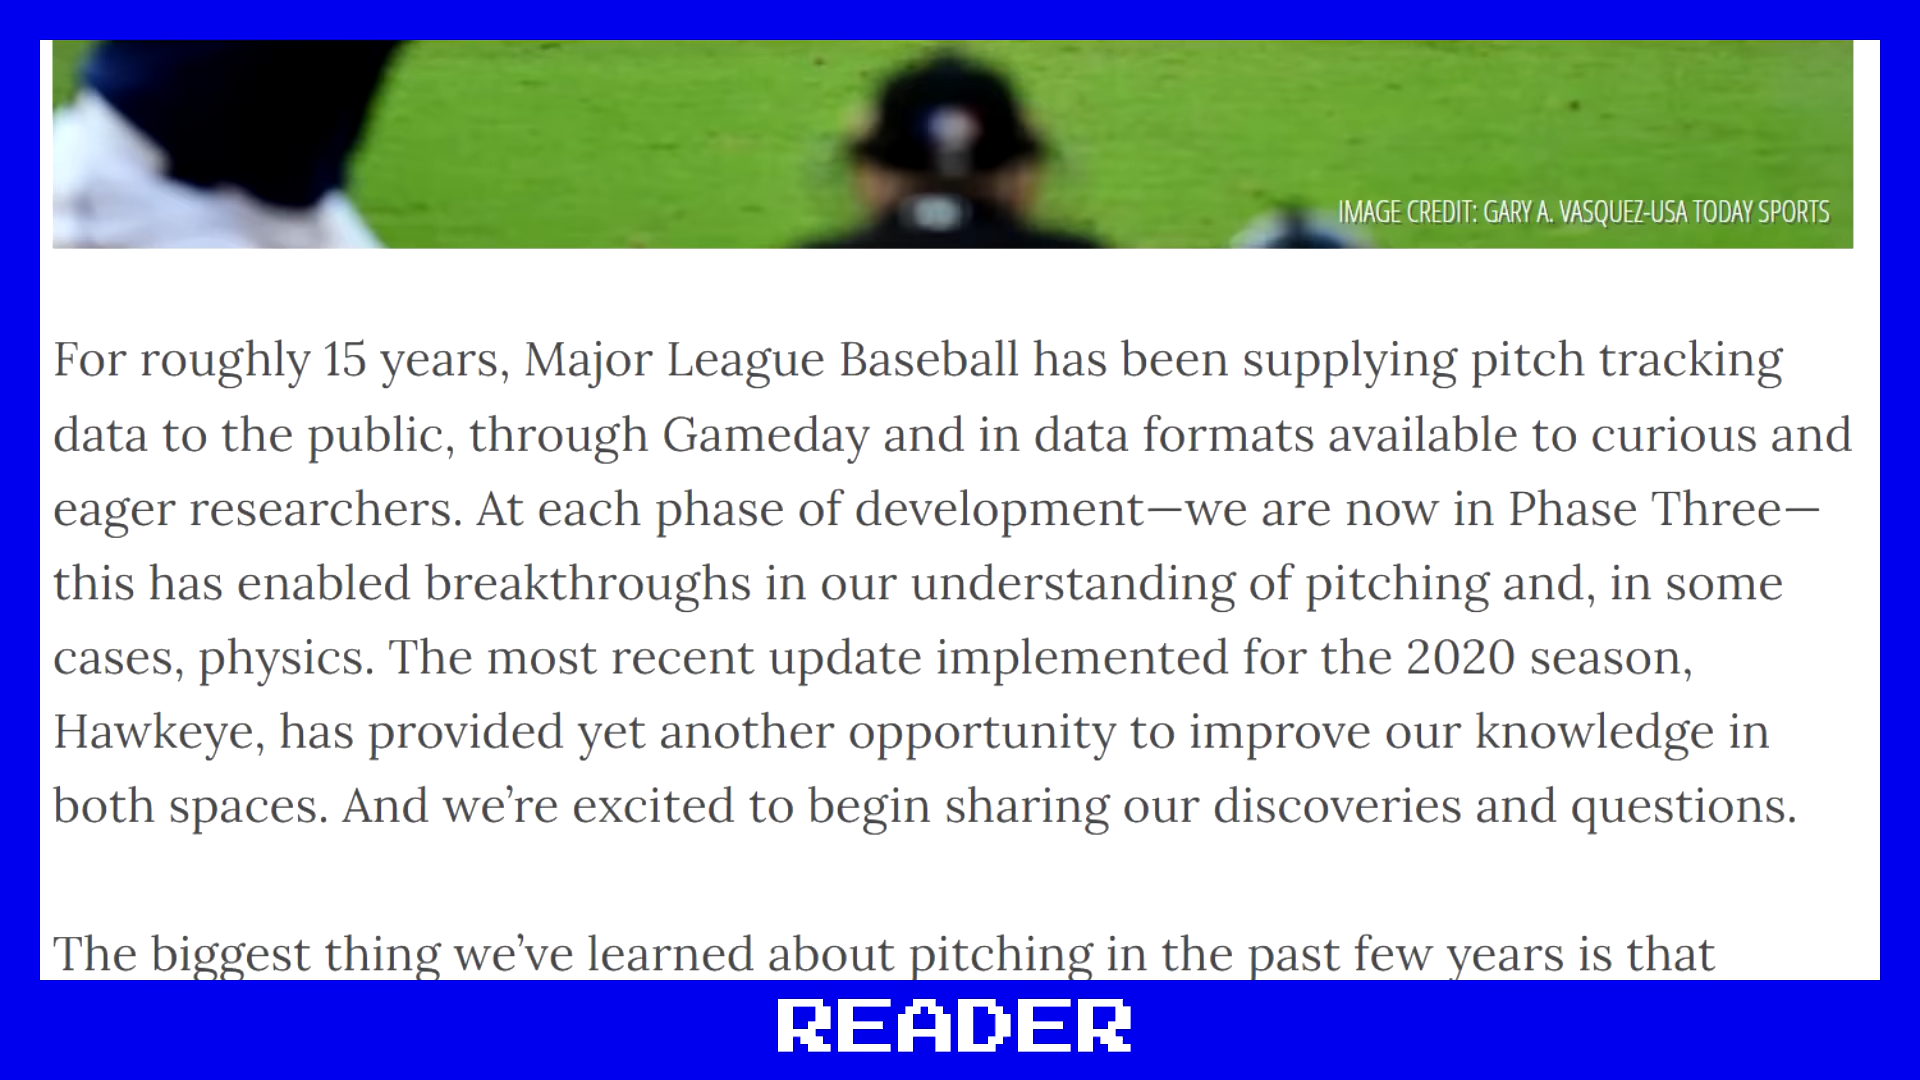 IMAGE CREDIT: GARY A. VASQUEZ-USA TODAY SPORTS
For roughly 15 years, Major League Baseball has been supplying pitch tracking
data to the public, through Gameday and in data formats available to curious and
eager researchers. At each phase of development—we are now in Phase Three—
this has enabled breakthroughs in our understanding of pitching and, in some
cases, physics. The most recent update implemented for the 2020 season,
Hawkeye, has provided yet another opportunity to improve our knowledge in
both spaces. And we’re excited to begin sharing our discoveries and questions.
The biggest thing we’ve learned about pitching in the past few years is that
READER